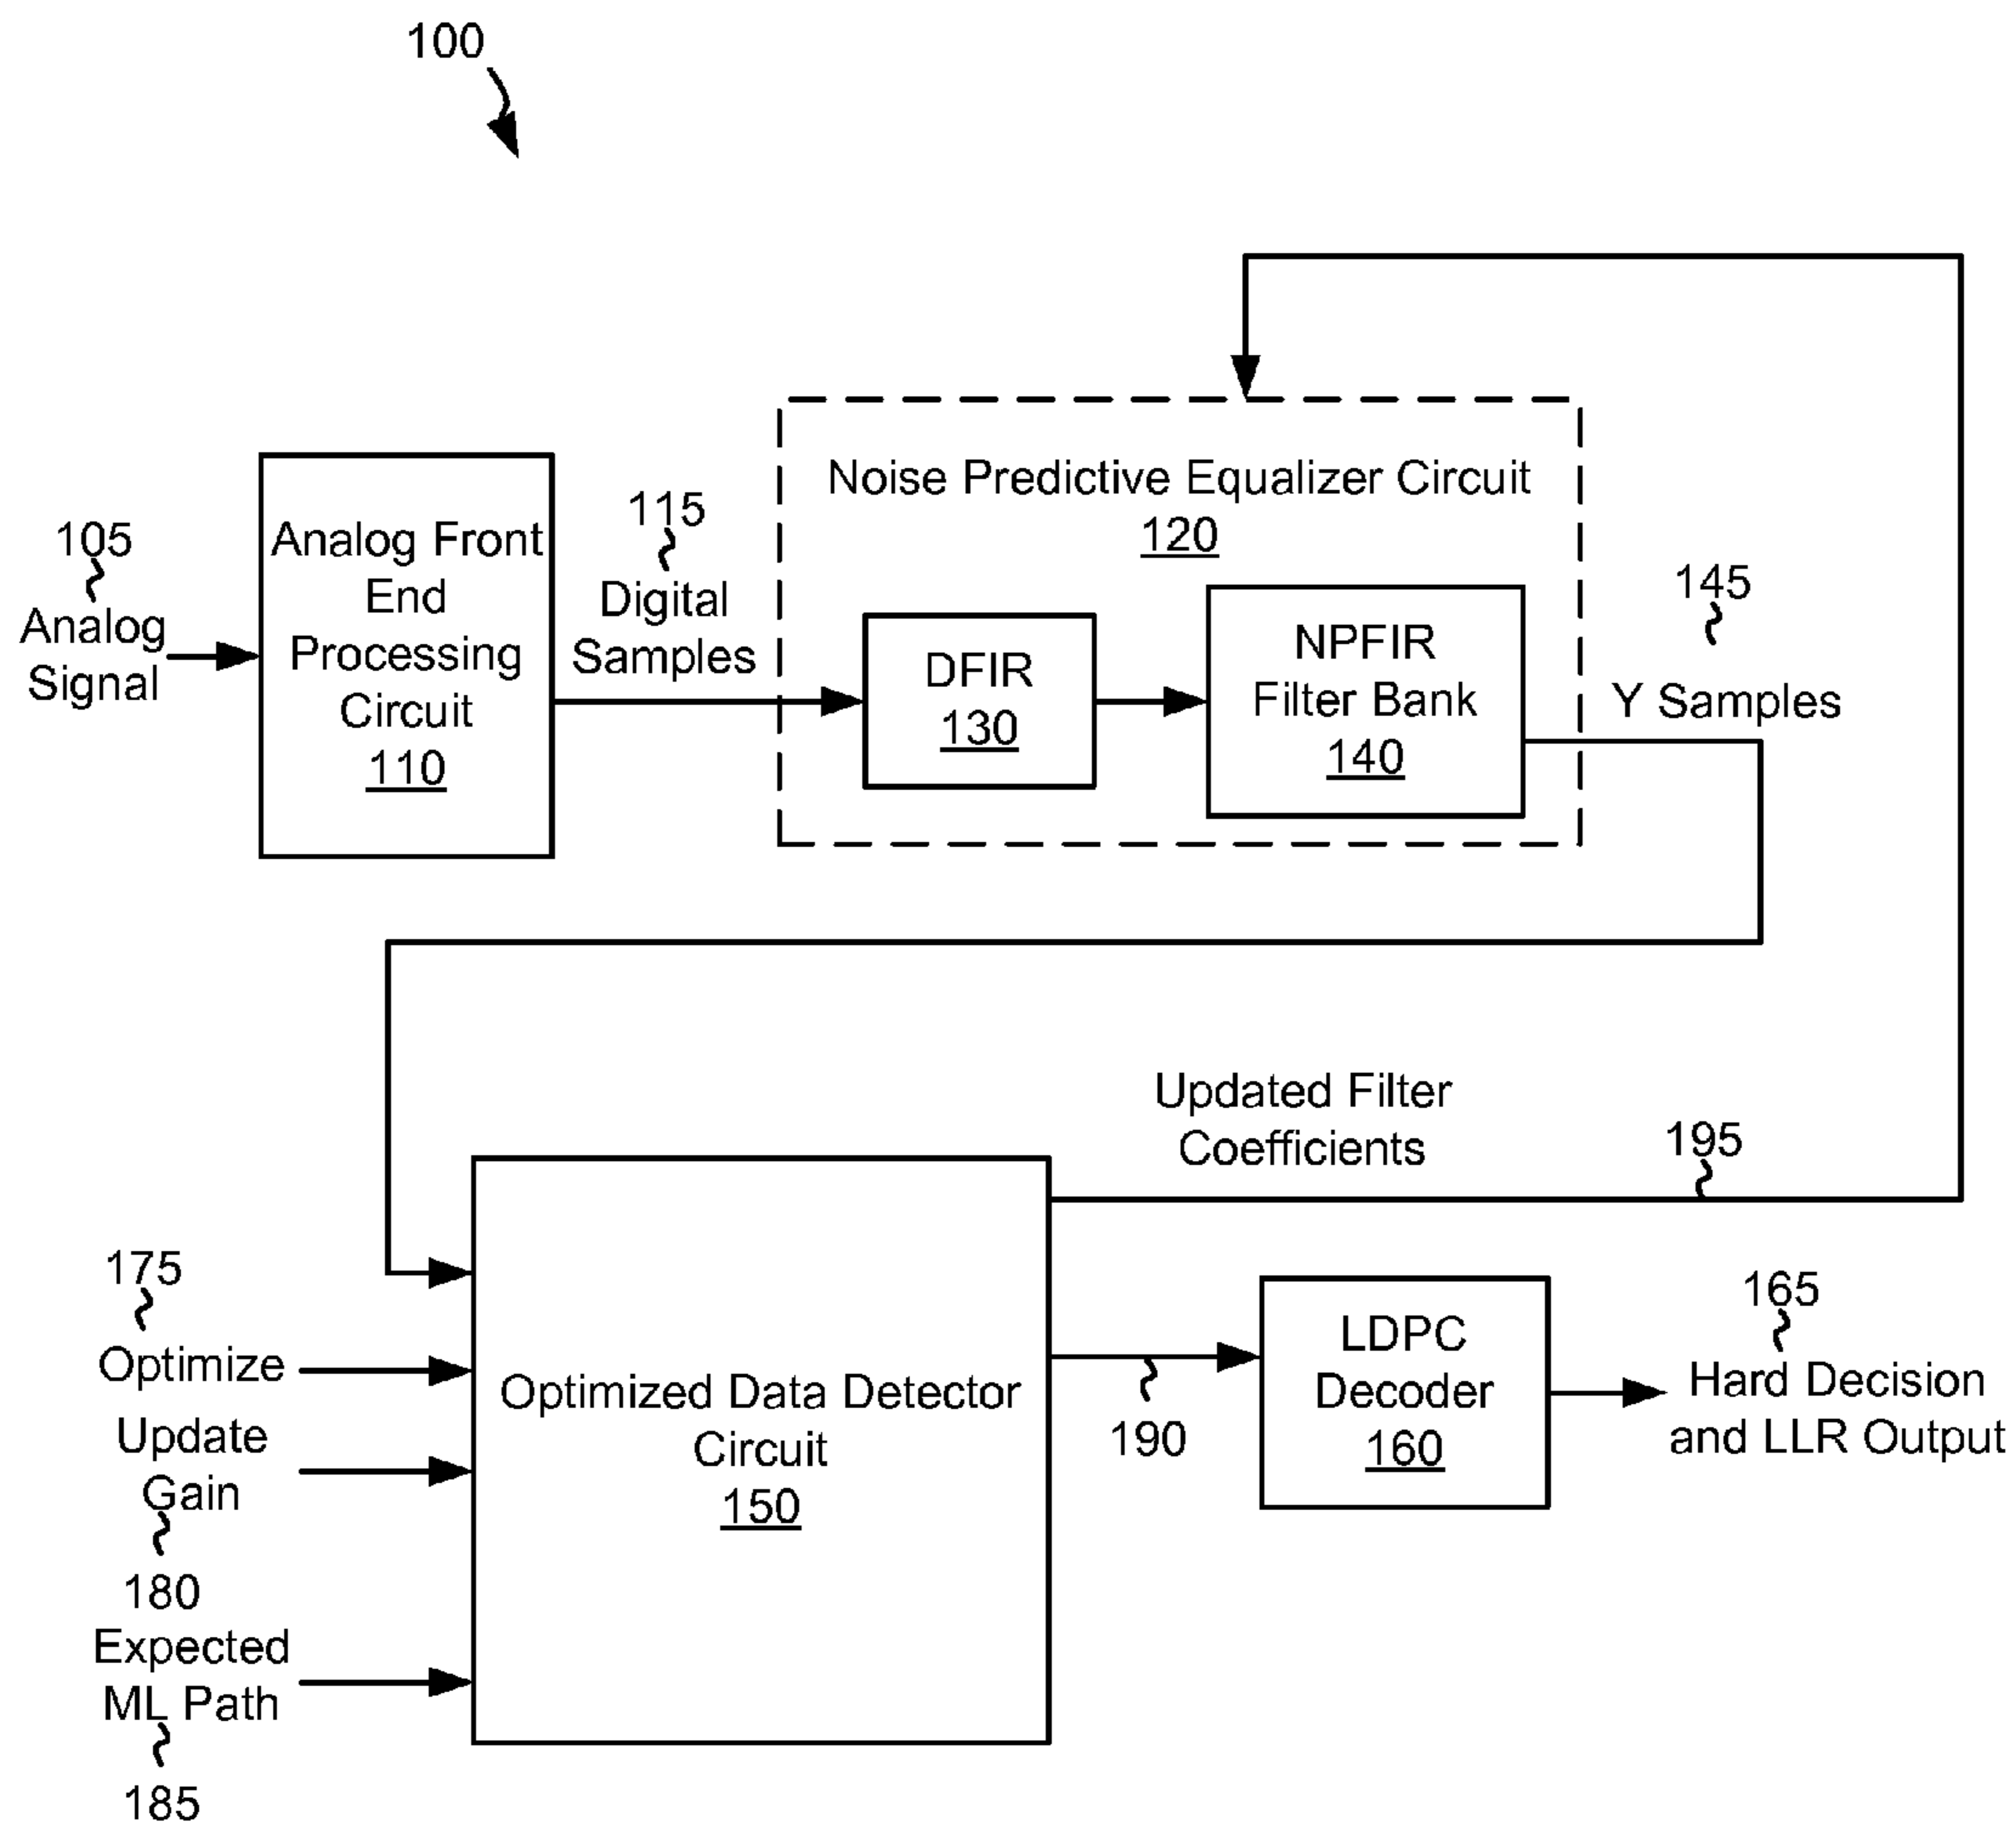 100
105
Analog
Signal
Analog Front
End
Processing
Circuit
110
115
Digital
Samples
Noise Predictive Equalizer Circuit
120
DFIR
130
NPFIR
Filter Bank
140
145
Y Samples
Updated Filter
Coefficients
195
175
Optimize
Update
Gain
180
Expected
ML Path
185
Optimized Data Detector
Circuit
150
190
LDPC
Decoder
160
165
Hard Decision
and LLR Output